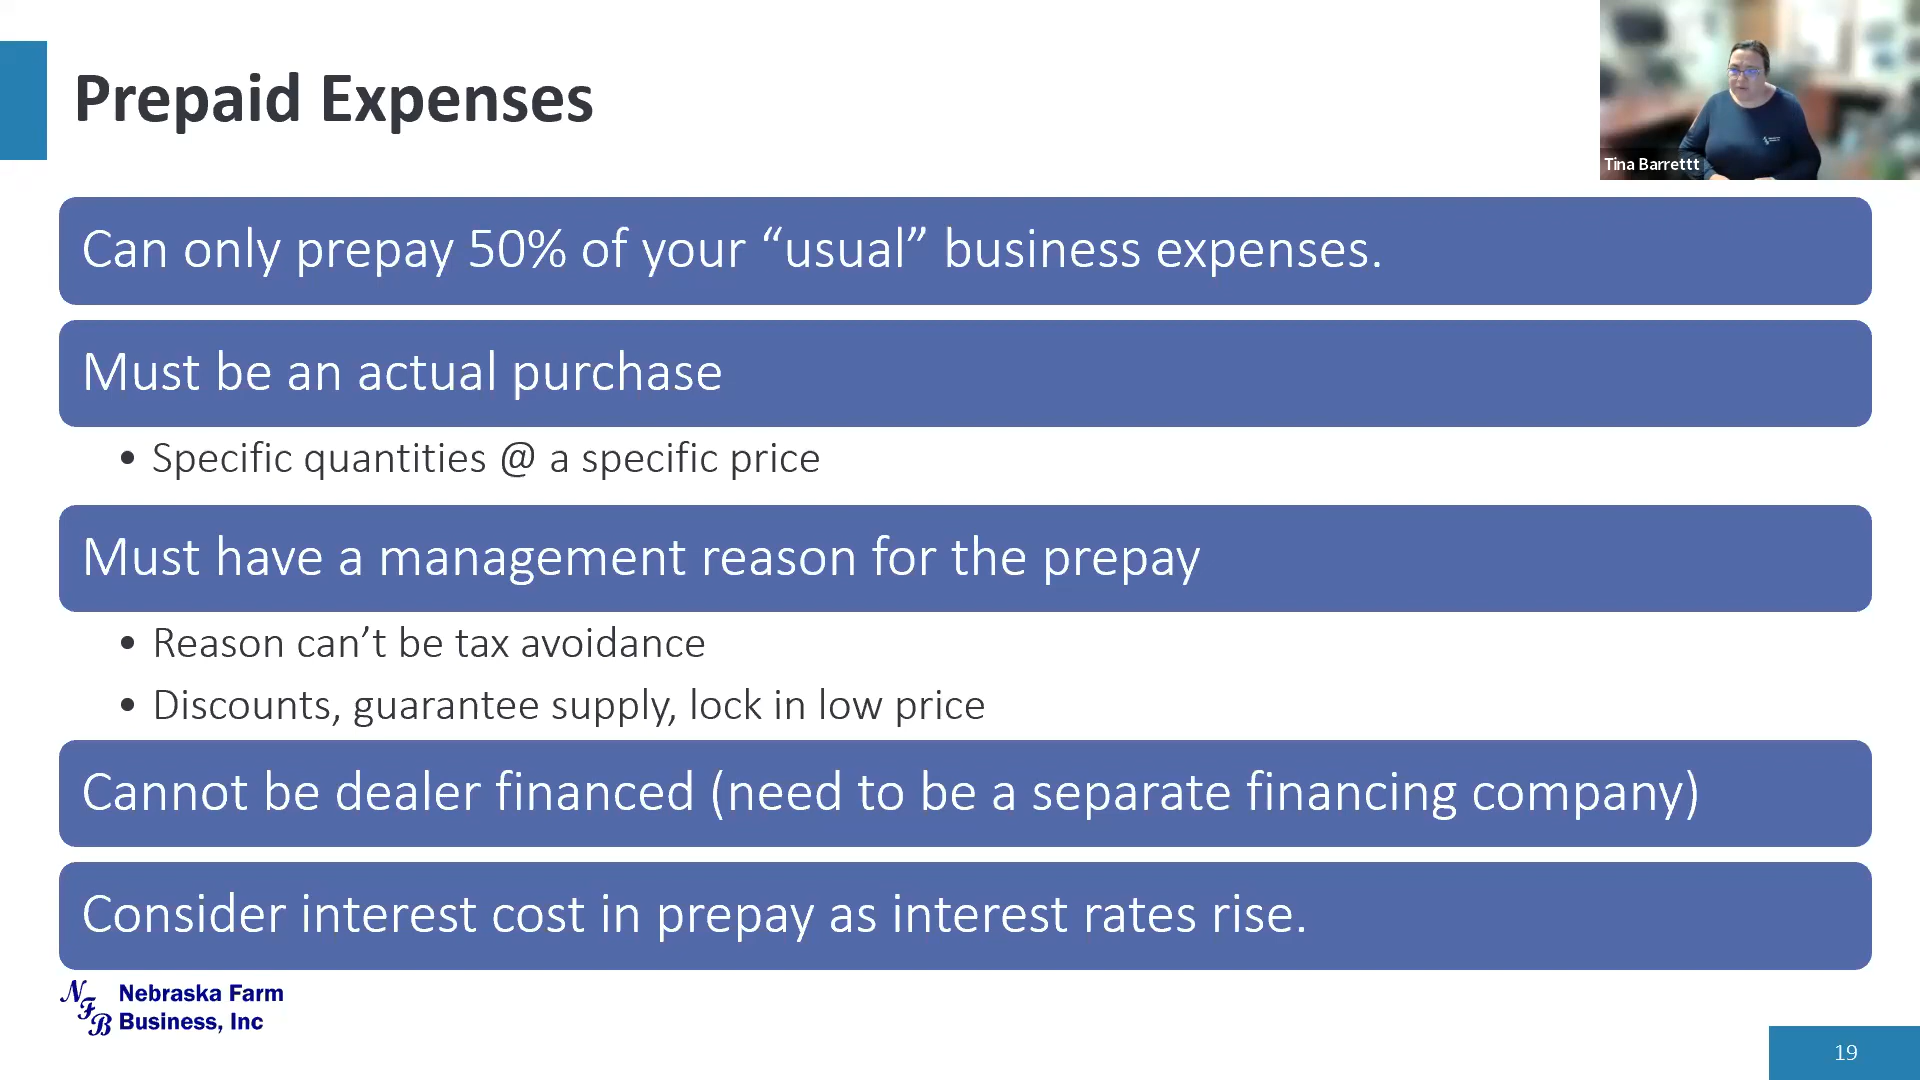 Prepaid Expenses
Tina Barrettt
Can only prepay 50% of your “usual” business expenses.
Must be an actual purchase
• Specific quantities @ a specific price
Must have a management reason for the prepay
• Reason can’t be tax avoidance
• Discounts, guarantee supply, lock in low price
Cannot be dealer financed (need to be a separate financing company)
Consider interest cost in prepay as interest rates rise.
NFB
Nebraska Farm
Business, Inc
19